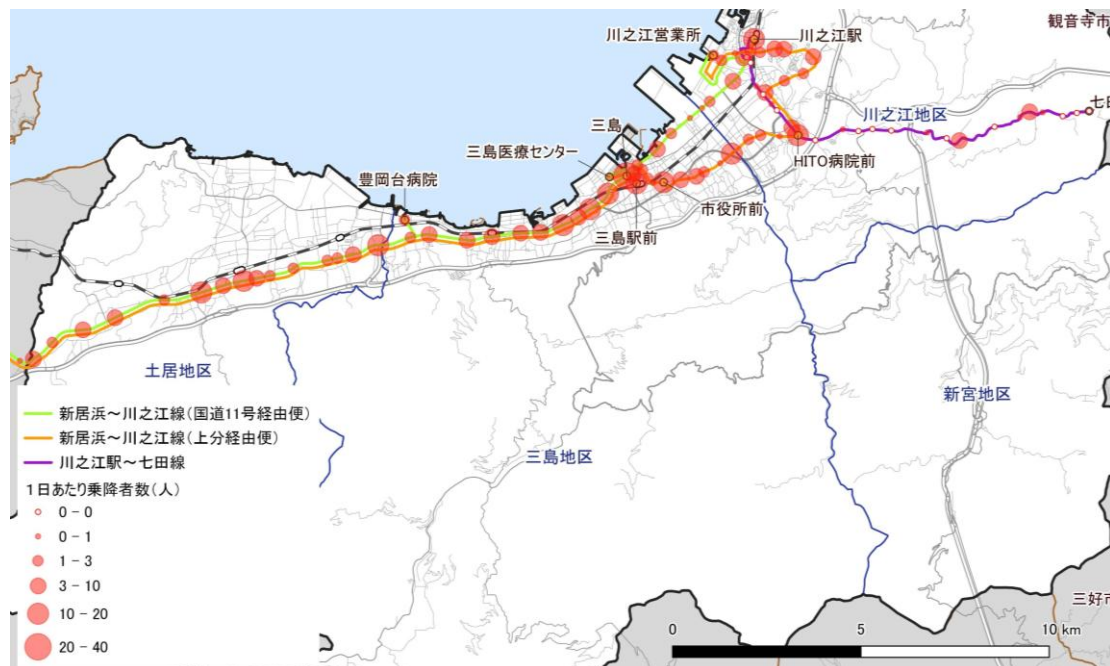 川之江営業所
川之江駅
観音寺市
川之江地区
七田
三島
三島医療センター
HITO病院前
豊岡台病院
市役所前
三島駅前
土居地区
新宮地区
三島地区
新居浜～川之江線(国道11号経由便)
新居浜～川之江線(上分経由便)
川之江駅～七田線
1日あたり乗降者数(人)
0 - 0
0 - 1
1 - 3
3 - 10
10 - 20
20 - 40
三好市
0 5 10 km